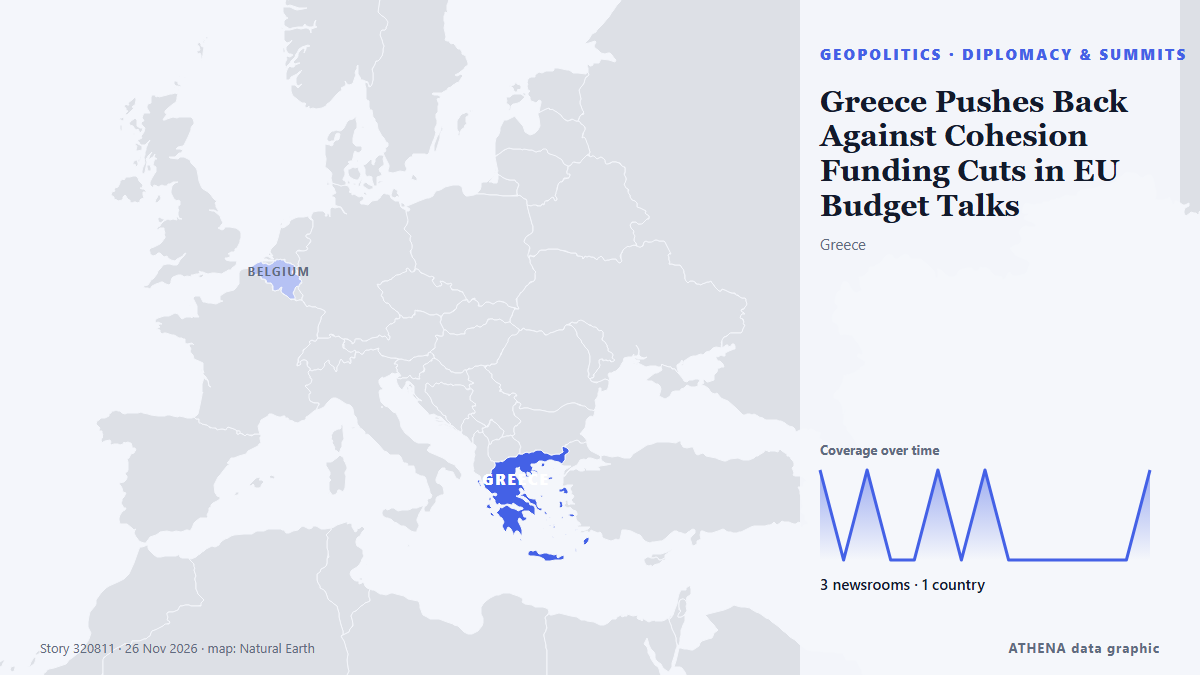 GEOPOLITICS · DIPLOMACY & SUMMITS
Greece Pushes Back
Against Cohesion
Funding Cuts in EU
Budget Talks
Greece
BELGIUM
GREECE
Coverage over time
3 newsrooms · 1 country
Story 320811 · 26 Nov 2026 · map: Natural Earth
ATHENA data graphic